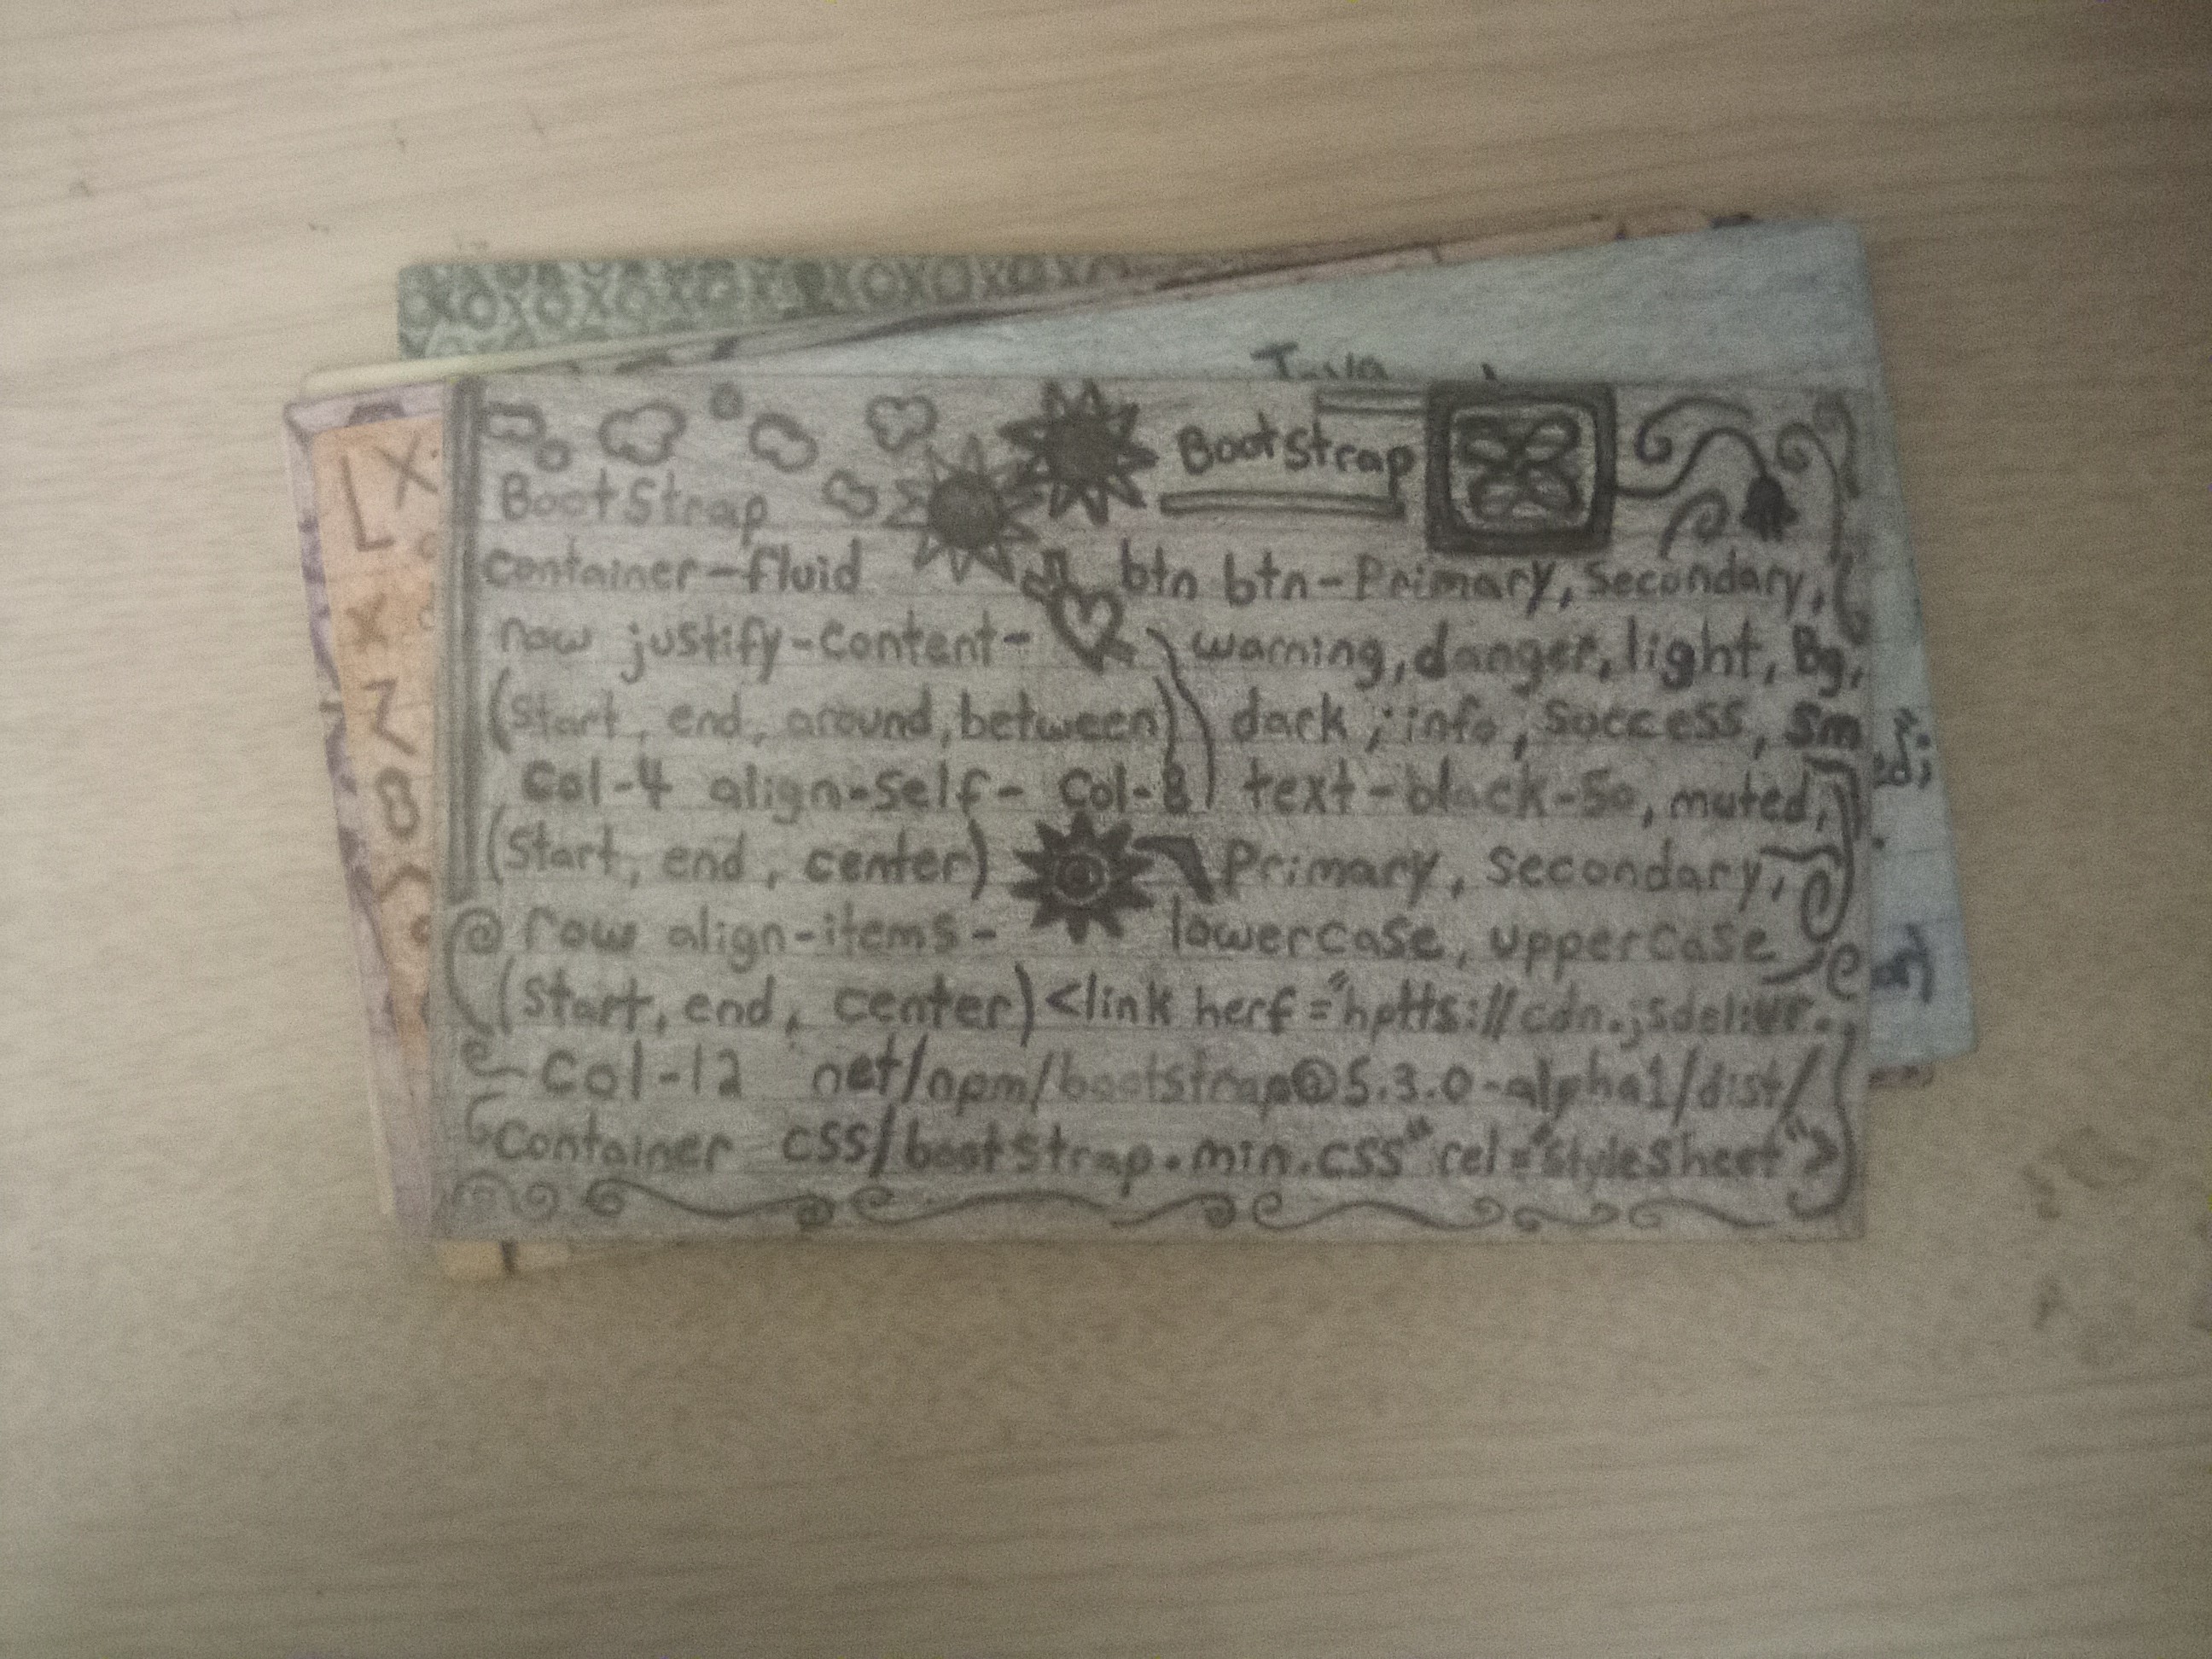 Java
LX
X
Z
8
Y
BootStrap
container-fluid
row justify-content-
(Start, end, around, between)
Col-4 align-self- Col-8
(Start, end, center)
row align-items-
(Start, end, center)
Col-12
Container
BootStrap
btn btn-Primary, Secondary,
warning, danger, light, Bg,
dark, info, Success, Sm
text-black-50, muted,
Primary, Secondary,
lowercase, uppercase
<link herf="hptts://cdn.jsdelivr.
net/npm/bootstrap@5.3.0-alpha1/dist/
css/bootstrap.min.css" rel="styleSheet">